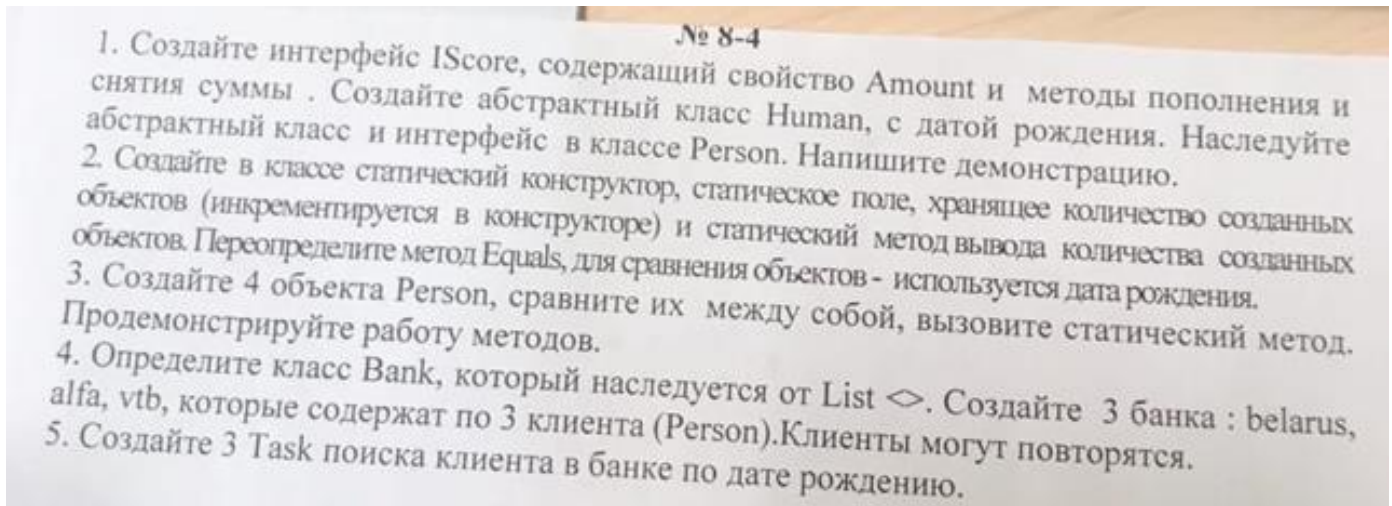 № 8-4
1. Создайте интерфейс IScore, содержащий свойство Amount и методы пополнения и
снятия суммы . Создайте абстрактный класс Human, с датой рождения. Наследуйте
абстрактный класс и интерфейс в классе Person. Напишите демонстрацию.
2. Создайте в классе статический конструктор, статическое поле, хранящее количество созданных
объектов (инкрементируется в конструкторе) и статический метод вывода количества созданных
объектов. Переопределите метод Equals, для сравнения объектов - используется дата рождения.
3. Создайте 4 объекта Person, сравните их между собой, вызовите статический метод.
Продемонстрируйте работу методов.
4. Определите класс Bank, который наследуется от List <>. Создайте 3 банка : belarus,
alfa, vtb, которые содержат по 3 клиента (Person).Клиенты могут повторятся.
5. Создайте 3 Task поиска клиента в банке по дате рождению.